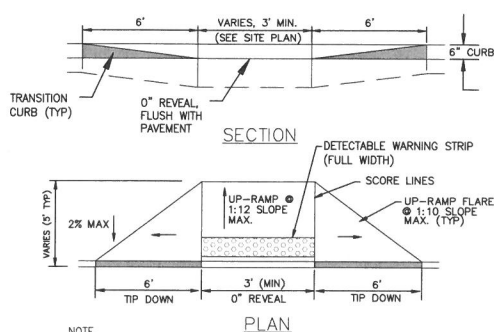 6'
VARIES, 3' MIN.
(SEE SITE PLAN)
6'
6" CURB
TRANSITION
CURB (TYP)
0" REVEAL,
FLUSH WITH
PAVEMENT
SECTION
DETECTABLE WARNING STRIP
(FULL WIDTH)
SCORE LINES
VARIES (5' TYP)
2% MAX
UP-RAMP @
1:12 SLOPE
MAX.
UP-RAMP FLARE
@ 1:10 SLOPE
MAX. (TYP)
6'
TIP DOWN
3' (MIN)
0" REVEAL
6'
TIP DOWN
PLAN
NOTE